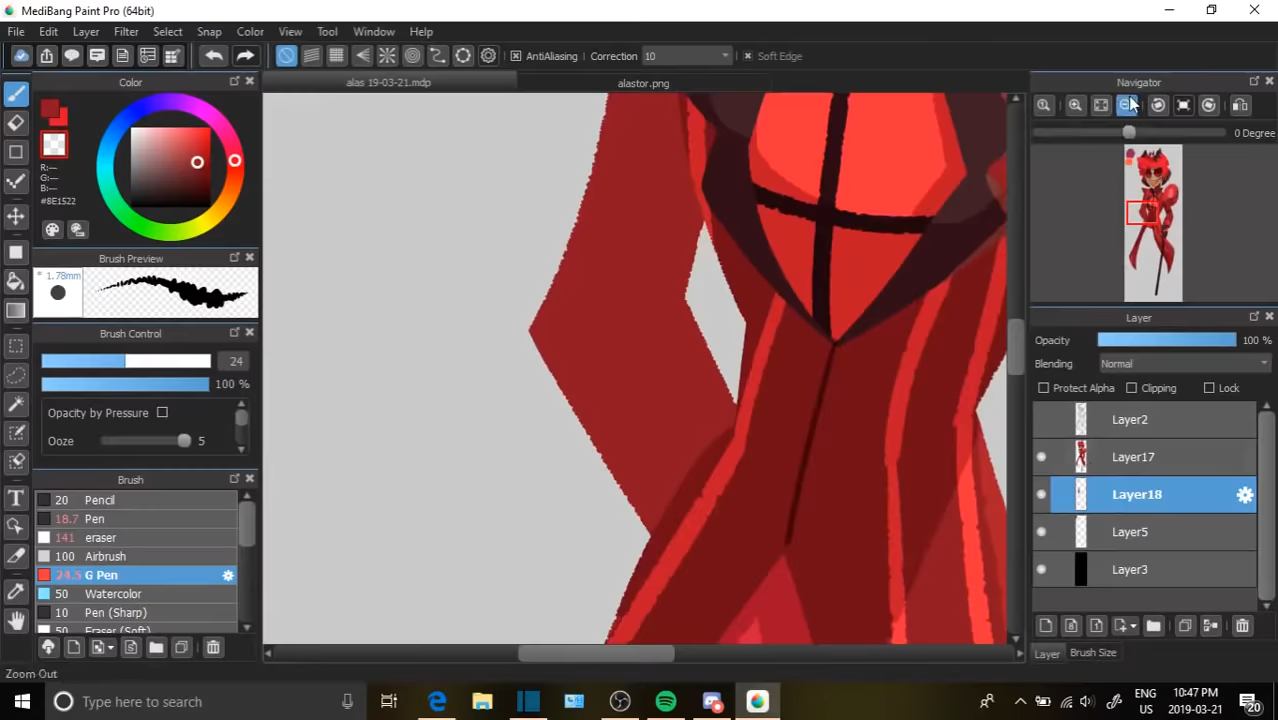 MediBang Paint Pro (64bit)
File Edit Layer Filter Select Snap Color View Tool Window Help
AntiAliasing Correction 10 Soft Edge
Color
R:---
G:---
B:---
#8E1522
Brush Preview
* 1.78mm
Brush Control
24
100 %
Opacity by Pressure
Ooze 5
Brush
20 Pencil
18.7 Pen
141 eraser
100 Airbrush
24.5 G Pen
50 Watercolor
10 Pen (Sharp)
50 Eraser (Soft)
Zoom Out
alas 19-03-21.mdp
alastor.png
Navigator
0 Degree
Layer
Opacity 100 %
Blending Normal
Protect Alpha Clipping Lock
Layer2
Layer17
Layer18
Layer5
Layer3
Layer Brush Size
Type here to search
ENG
US
10:47 PM
2019-03-21
20